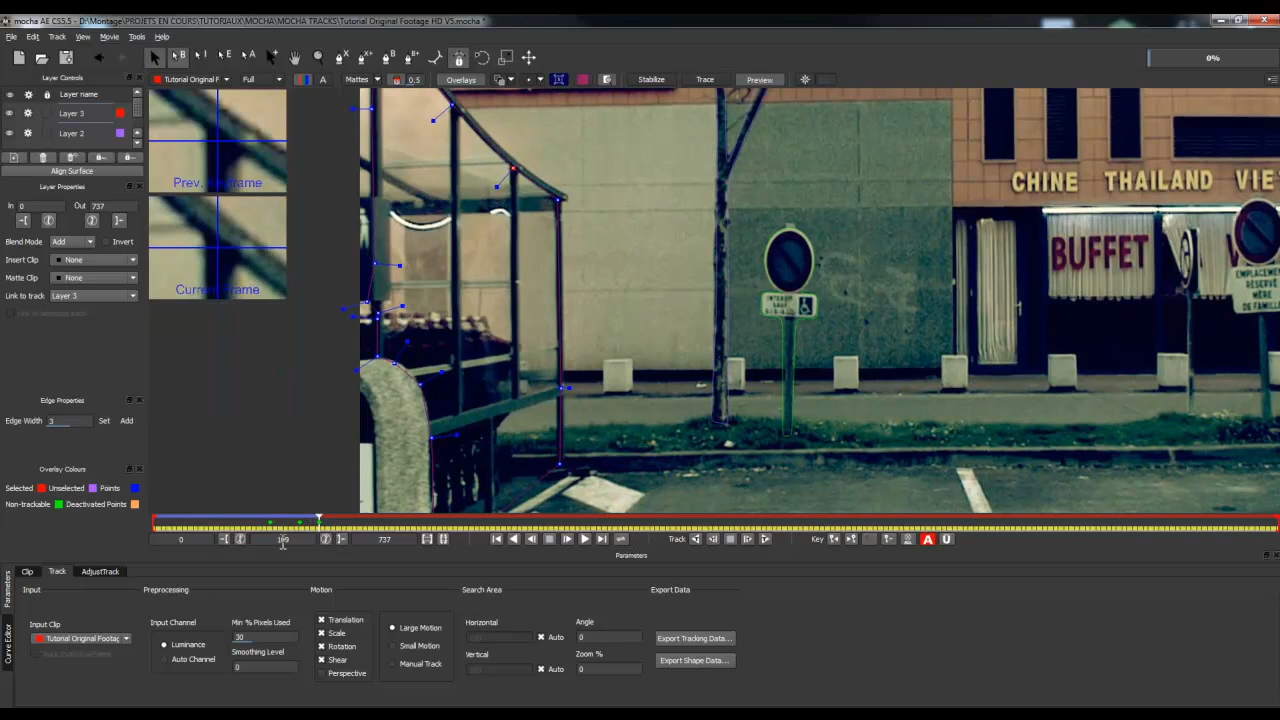 mocha AE CS5.5 - D:\Montage\PROJETS EN COURS\TUTORIAUX\MOCHA\MOCHA TRACKS\Tutorial Original Footage HD V5.mocha *
File Edit Track View Movie Tools Help
X X+ B B+
0%
Layer Controls
Tutorial Original F Full A Mattes 0,5 Overlays Stabilize Trace Preview
Layer name
Layer 3
Layer 2
Align Surface
Layer Properties
In 0 Out 737
Blend Mode Add Invert
Insert Clip None
Matte Clip None
Link to track Layer 3
Edge Properties
Edge Width 3 Set Add
Overlay Colours
Selected Unselected Points
Non-trackable Deactivated Points
Current Frame
CHINE THAILAND VIE
BUFFET
EMPLACEMEN
RÉSERVÉ
MÈRE
DE FAMILLE
0 109 737 Track Key A Ü
Parameters
Clip Track AdjustTrack
Parameters
Curve Editor
Input Preprocessing Motion Search Area Export Data
Input Clip
Tutorial Original Footag
Input Channel
Luminance
Auto Channel
Min % Pixels Used
30
Smoothing Level
0
Translation
Scale
Rotation
Shear
Perspective
Large Motion
Small Motion
Manual Track
Horizontal
Auto
Vertical
Auto
Angle
0
Zoom %
0
Export Tracking Data...
Export Shape Data...